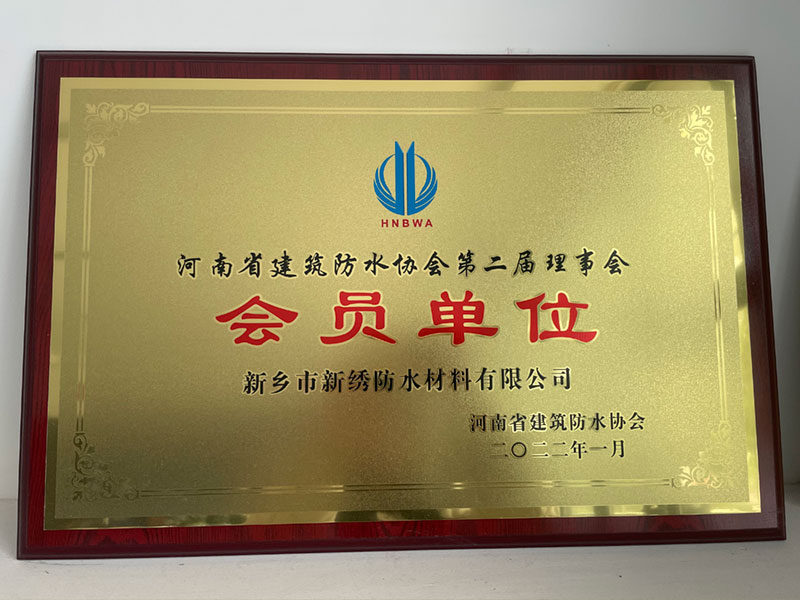 HNBWA
河南省建筑防水协会第二届理事会
会员单位
新乡市新绣防水材料有限公司
河南省建筑防水协会
二〇二二年一月